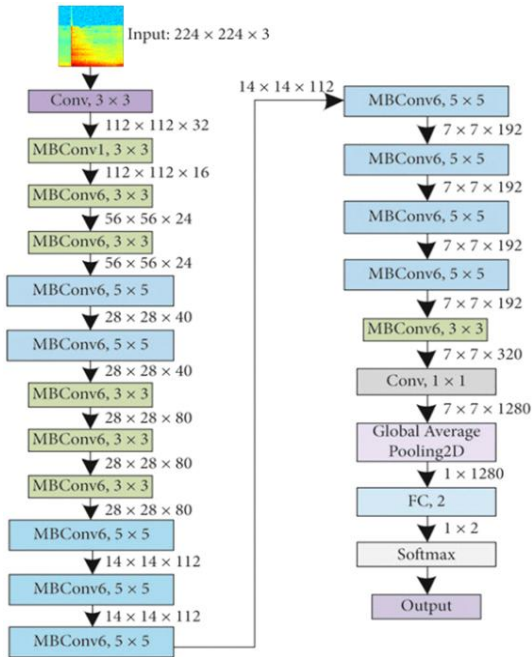 Input: 224 × 224 × 3
Conv, 3 × 3
112 × 112 × 32
MBConv1, 3 × 3
112 × 112 × 16
MBConv6, 3 × 3
56 × 56 × 24
MBConv6, 3 × 3
56 × 56 × 24
MBConv6, 5 × 5
28 × 28 × 40
MBConv6, 5 × 5
28 × 28 × 40
MBConv6, 3 × 3
28 × 28 × 80
MBConv6, 3 × 3
28 × 28 × 80
MBConv6, 3 × 3
28 × 28 × 80
MBConv6, 5 × 5
14 × 14 × 112
MBConv6, 5 × 5
14 × 14 × 112
MBConv6, 5 × 5
14 × 14 × 112
MBConv6, 5 × 5
7 × 7 × 192
MBConv6, 5 × 5
7 × 7 × 192
MBConv6, 5 × 5
7 × 7 × 192
MBConv6, 5 × 5
7 × 7 × 192
MBConv6, 3 × 3
7 × 7 × 320
Conv, 1 × 1
7 × 7 × 1280
Global Average
Pooling2D
1 × 1280
FC, 2
1 × 2
Softmax
Output